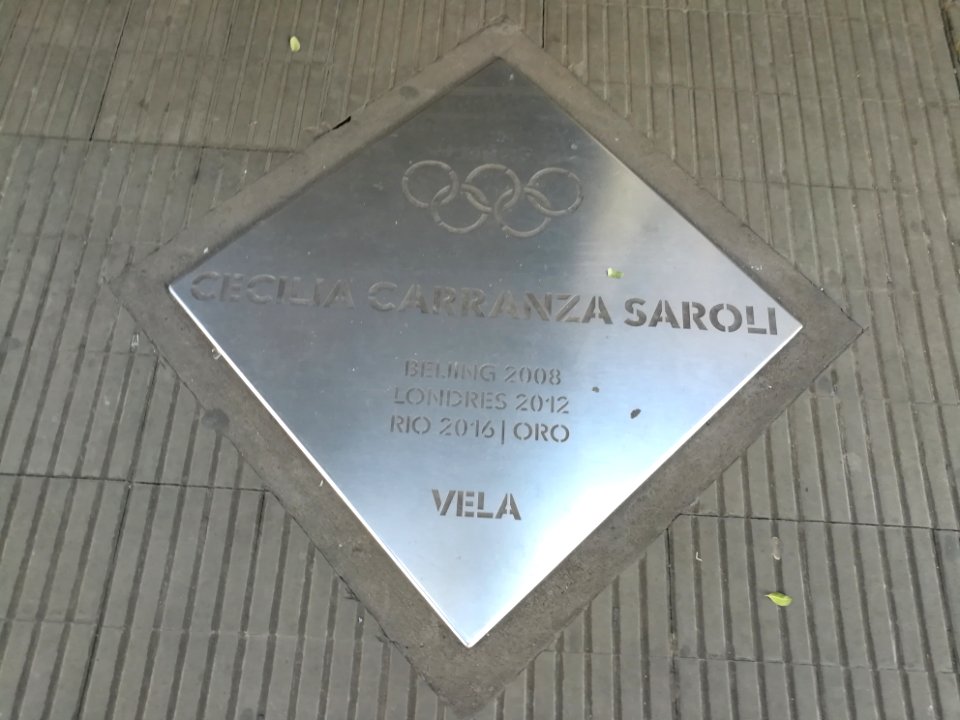 CECILIA CARRANZA SAROLI
BEIJING 2008
LONDRES 2012
RIO 2016 | ORO
VELA